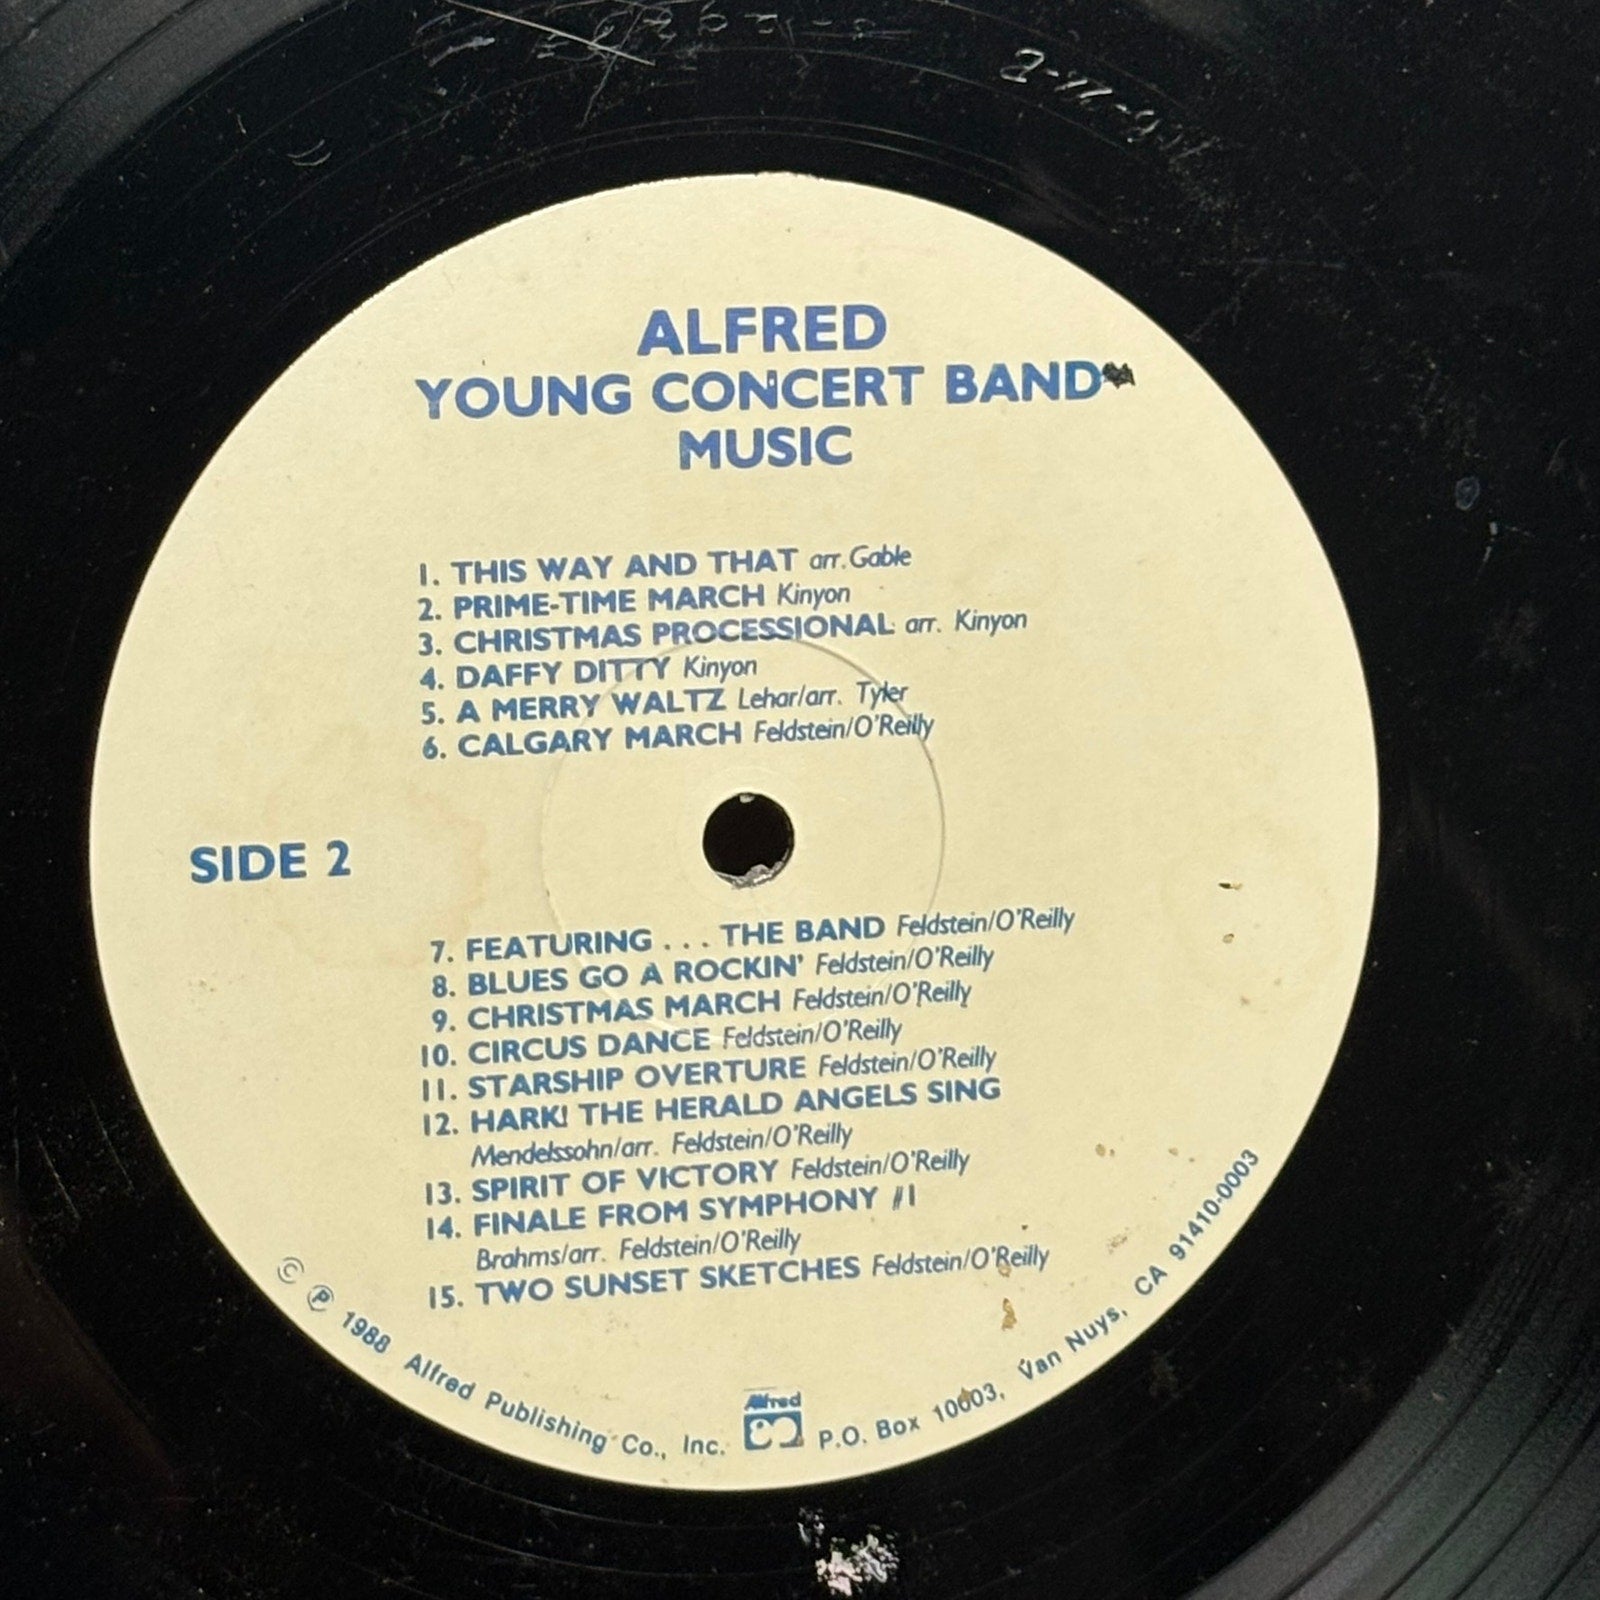 ALFRED
YOUNG CONCERT BAND
MUSIC
1. THIS WAY AND THAT arr. Gable
2. PRIME-TIME MARCH Kinyon
3. CHRISTMAS PROCESSIONAL arr. Kinyon
4. DAFFY DITTY Kinyon
5. A MERRY WALTZ Lehar/arr. Tyler
6. CALGARY MARCH Feldstein/O'Reilly
SIDE 2
7. FEATURING . . . THE BAND Feldstein/O'Reilly
8. BLUES GO A ROCKIN' Feldstein/O'Reilly
9. CHRISTMAS MARCH Feldstein/O'Reilly
10. CIRCUS DANCE Feldstein/O'Reilly
11. STARSHIP OVERTURE Feldstein/O'Reilly
12. HARK! THE HERALD ANGELS SING
Mendelssohn/arr. Feldstein/O'Reilly
13. SPIRIT OF VICTORY Feldstein/O'Reilly
14. FINALE FROM SYMPHONY #1
Brahms/arr. Feldstein/O'Reilly
15. TWO SUNSET SKETCHES Feldstein/O'Reilly
© ℗ 1988 Alfred Publishing Co., Inc. Alfred P.O. Box 10003, Van Nuys, CA 91410-0003